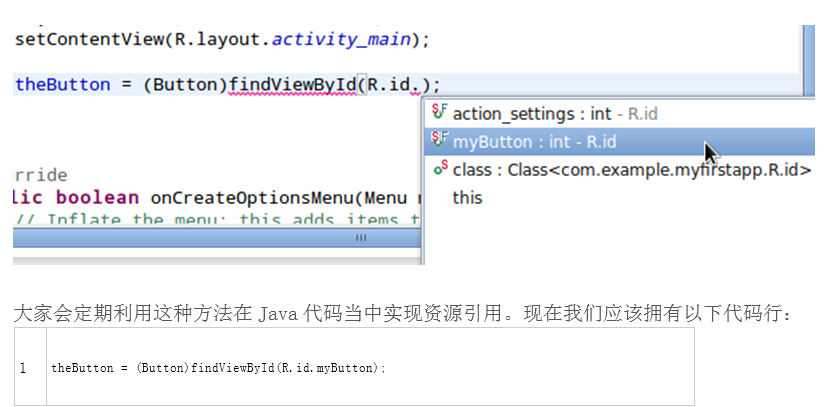 setContentView(R.layout.activity_main);
theButton = (Button)findViewById(R.id.);
action_settings : int - R.id
myButton : int - R.id
rride
class : Class<com.example.myfirstapp.R.id>
lic boolean onCreateOptionsMenu(Menu
this
// Inflate the menu; this adds items t
大家会定期利用这种方法在 Java 代码当中实现资源引用。现在我们应该拥有以下代码行：
1 theButton = (Button)findViewById(R.id.myButton);